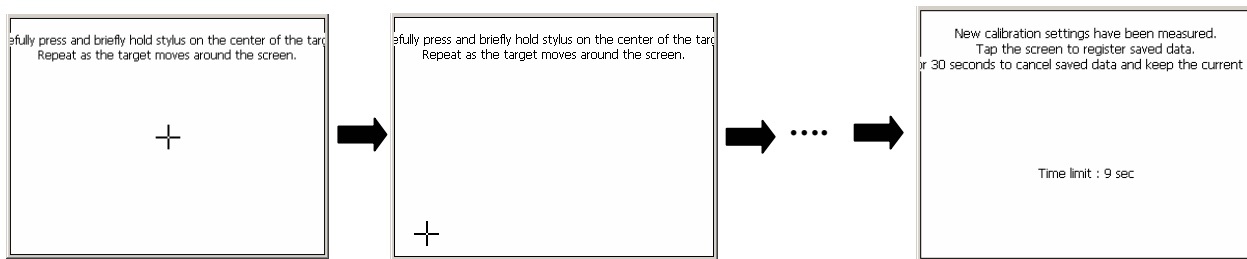 efully press and briefly hold stylus on the center of the
Repeat as the target moves around the screen.
efully press and briefly hold stylus on the center of the
Repeat as the target moves around the screen.
....
New calibration settings have been measured.
Tap the screen to register saved data.
30 seconds to cancel saved data and keep the current
Time limit : 9 sec